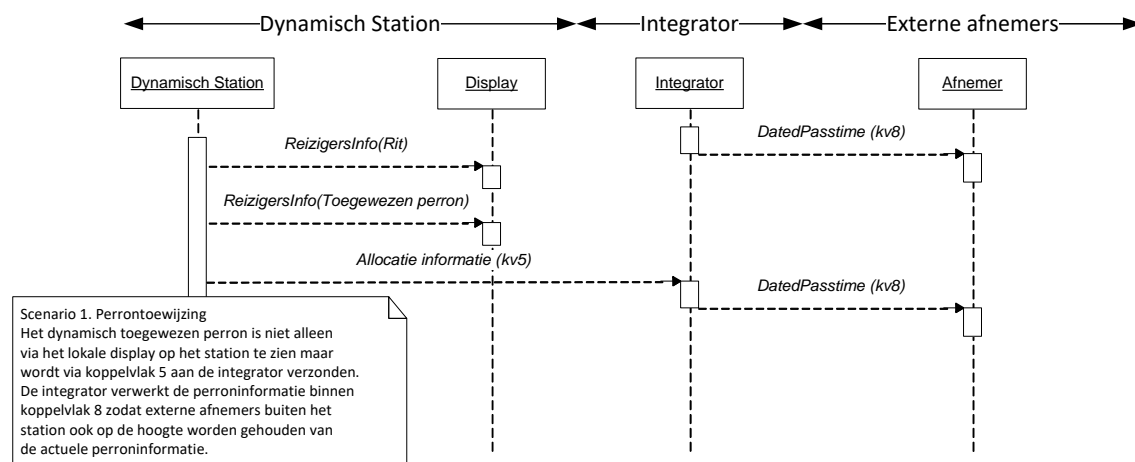 Dynamisch Station Integrator Externe afnemers
Dynamisch Station Display Integrator Afnemer
DatedPasstime (kv8)
ReizigersInfo(Rit)
ReizigersInfo(Toegewezen perron)
Allocatie informatie (kv5)
DatedPasstime (kv8)
Scenario 1. Perrontoewijzing
Het dynamisch toegewezen perron is niet alleen
via het lokale display op het station te zien maar
wordt via koppelvlak 5 aan de integrator verzonden.
De integrator verwerkt de perroninformatie binnen
koppelvlak 8 zodat externe afnemers buiten het
station ook op de hoogte worden gehouden van
de actuele perroninformatie.